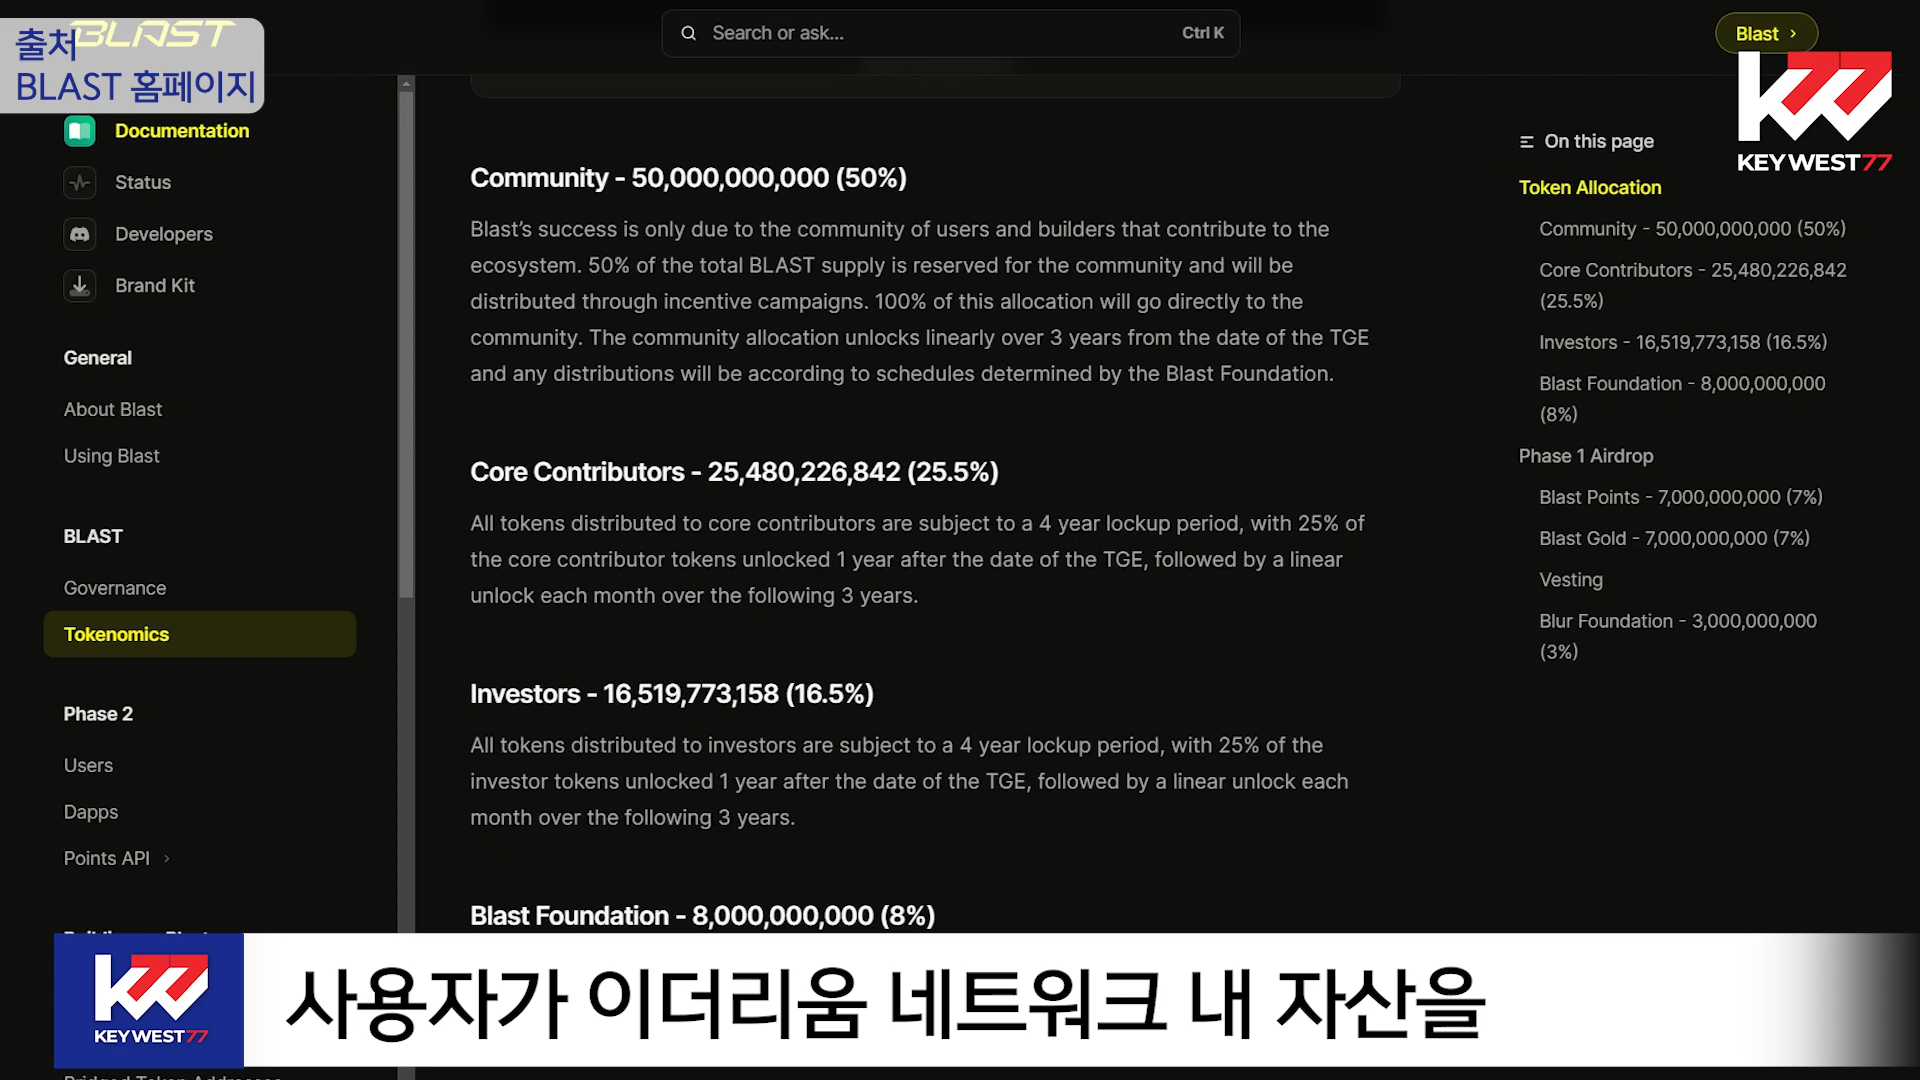 BLAST
출처
BLAST 홈페이지
Search or ask...
Ctrl K
Blast
KEYWEST77
Documentation
Status
Developers
Brand Kit
General
About Blast
Using Blast
BLAST
Governance
Tokenomics
Phase 2
Users
Dapps
Points API
Community - 50,000,000,000 (50%)
Blast’s success is only due to the community of users and builders that contribute to the
ecosystem. 50% of the total BLAST supply is reserved for the community and will be
distributed through incentive campaigns. 100% of this allocation will go directly to the
community. The community allocation unlocks linearly over 3 years from the date of the TGE
and any distributions will be according to schedules determined by the Blast Foundation.
Core Contributors - 25,480,226,842 (25.5%)
All tokens distributed to core contributors are subject to a 4 year lockup period, with 25% of
the core contributor tokens unlocked 1 year after the date of the TGE, followed by a linear
unlock each month over the following 3 years.
Investors - 16,519,773,158 (16.5%)
All tokens distributed to investors are subject to a 4 year lockup period, with 25% of the
investor tokens unlocked 1 year after the date of the TGE, followed by a linear unlock each
month over the following 3 years.
Blast Foundation - 8,000,000,000 (8%)
On this page
Token Allocation
Community - 50,000,000,000 (50%)
Core Contributors - 25,480,226,842
(25.5%)
Investors - 16,519,773,158 (16.5%)
Blast Foundation - 8,000,000,000
(8%)
Phase 1 Airdrop
Blast Points - 7,000,000,000 (7%)
Blast Gold - 7,000,000,000 (7%)
Vesting
Blur Foundation - 3,000,000,000
(3%)
KEYWEST77
사용자가 이더리움 네트워크 내 자산을